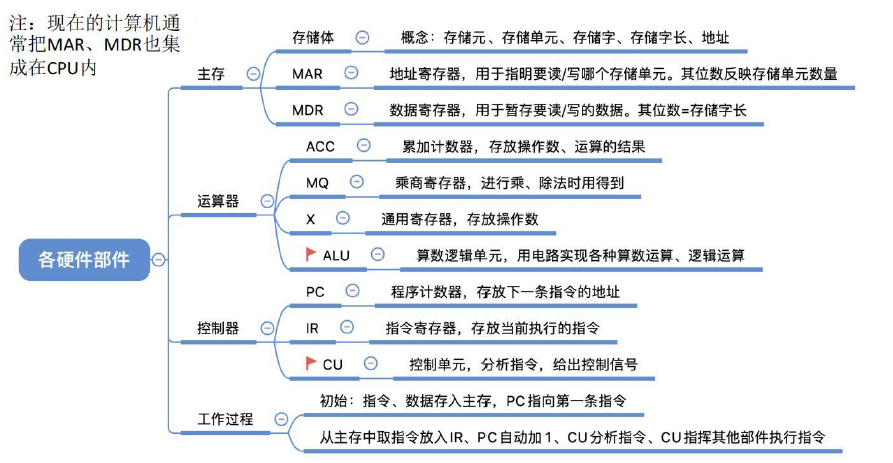 注：现在的计算机通
常把MAR、MDR也集
成在CPU内
各硬件部件
主存
存储体
概念：存储元、存储单元、存储字、存储字长、地址
MAR
地址寄存器，用于指明要读/写哪个存储单元。其位数反映存储单元数量
MDR
数据寄存器，用于暂存要读/写的数据。其位数=存储字长
运算器
ACC
累加计数器，存放操作数、运算的结果
MQ
乘商寄存器，进行乘、除法时用得到
X
通用寄存器，存放操作数
ALU
算数逻辑单元，用电路实现各种算数运算、逻辑运算
控制器
PC
程序计数器，存放下一条指令的地址
IR
指令寄存器，存放当前执行的指令
CU
控制单元，分析指令，给出控制信号
工作过程
初始：指令、数据存入主存，PC指向第一条指令
从主存中取指令放入IR、PC自动加1、CU分析指令、CU指挥其他部件执行指令